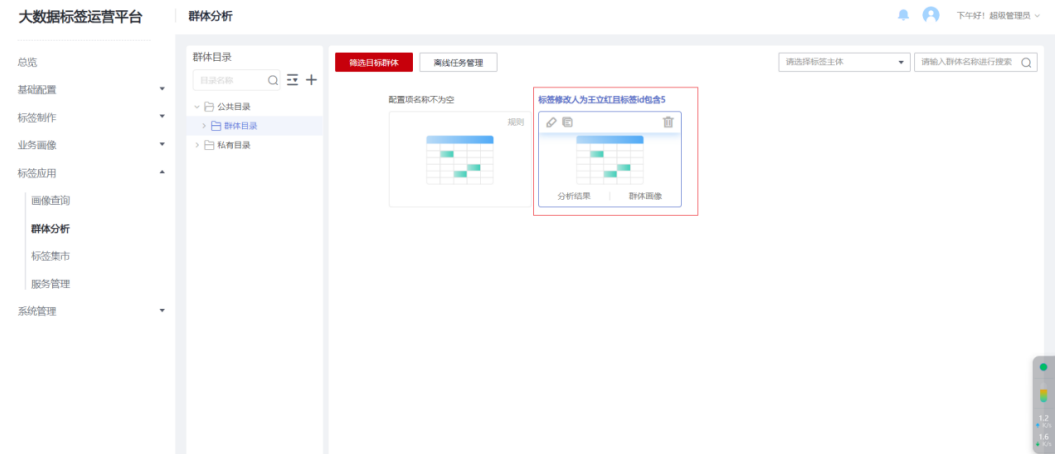 大数据标签运营平台
群体分析
下午好！超级管理员
总览
基础配置
标签制作
业务画像
标签应用
画像查询
群体分析
标签集市
服务管理
系统管理
群体目录
目录名称
公共目录
群体目录
私有目录
筛选目标群体
离线任务管理
请选择标签主体
请输入群体名称进行搜索
配置项名称不为空
规则
标签修改人为王立红且标签id包含5
分析结果
群体画像
1.2
K/s
1.6
K/s